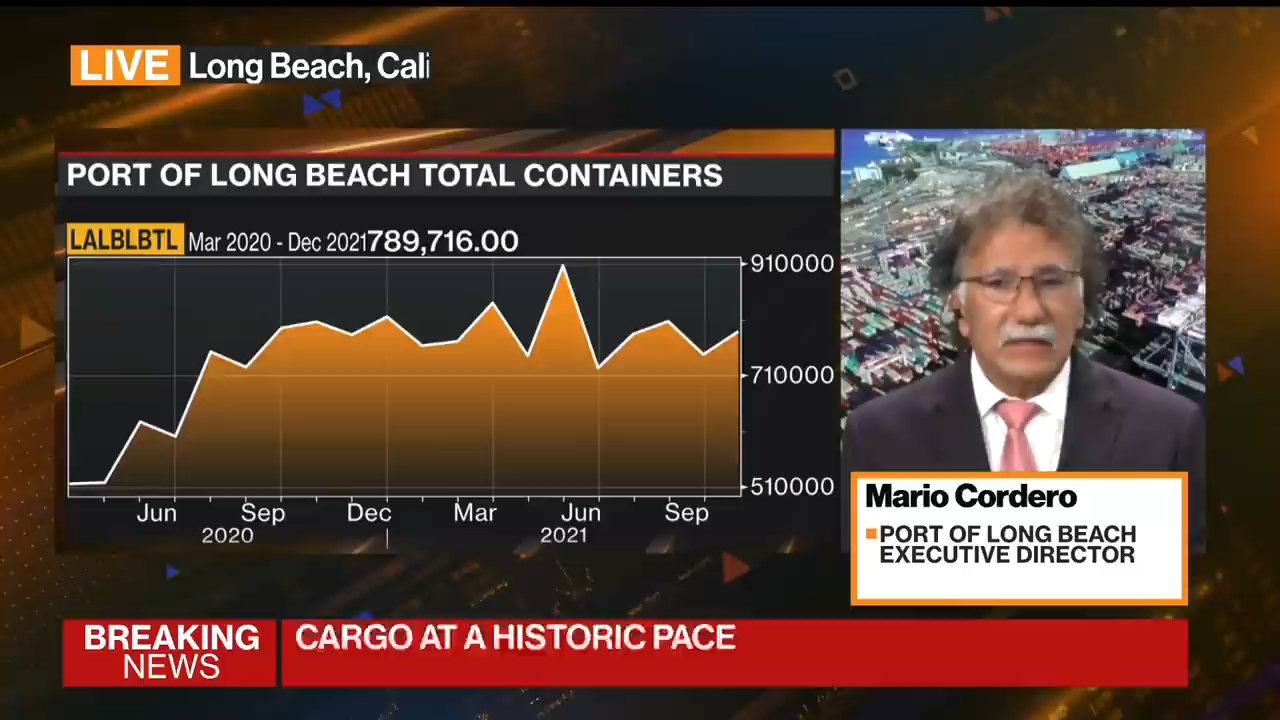 LIVE Long Beach, Cali
PORT OF LONG BEACH TOTAL CONTAINERS
LALBLBTL Mar 2020 - Dec 2021 789,716.00
910000
710000
510000
Jun Sep Dec Mar Jun Sep
2020 2021
Mario Cordero
PORT OF LONG BEACH
EXECUTIVE DIRECTOR
BREAKING
NEWS
CARGO AT A HISTORIC PACE